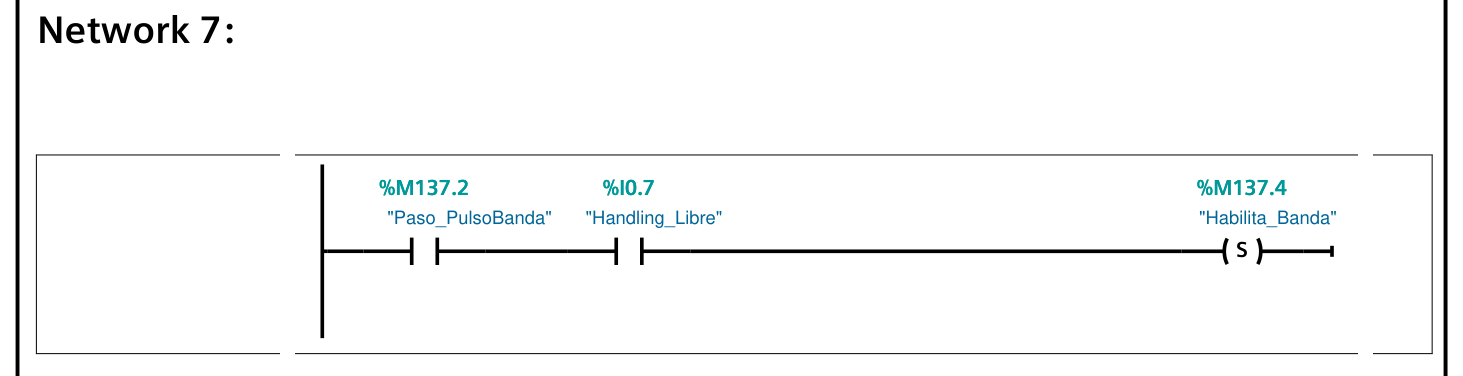 Network 7:
%M137.2 %I0.7 %M137.4
"Paso_PulsoBanda" "Handling_Libre" "Habilita_Banda"
S